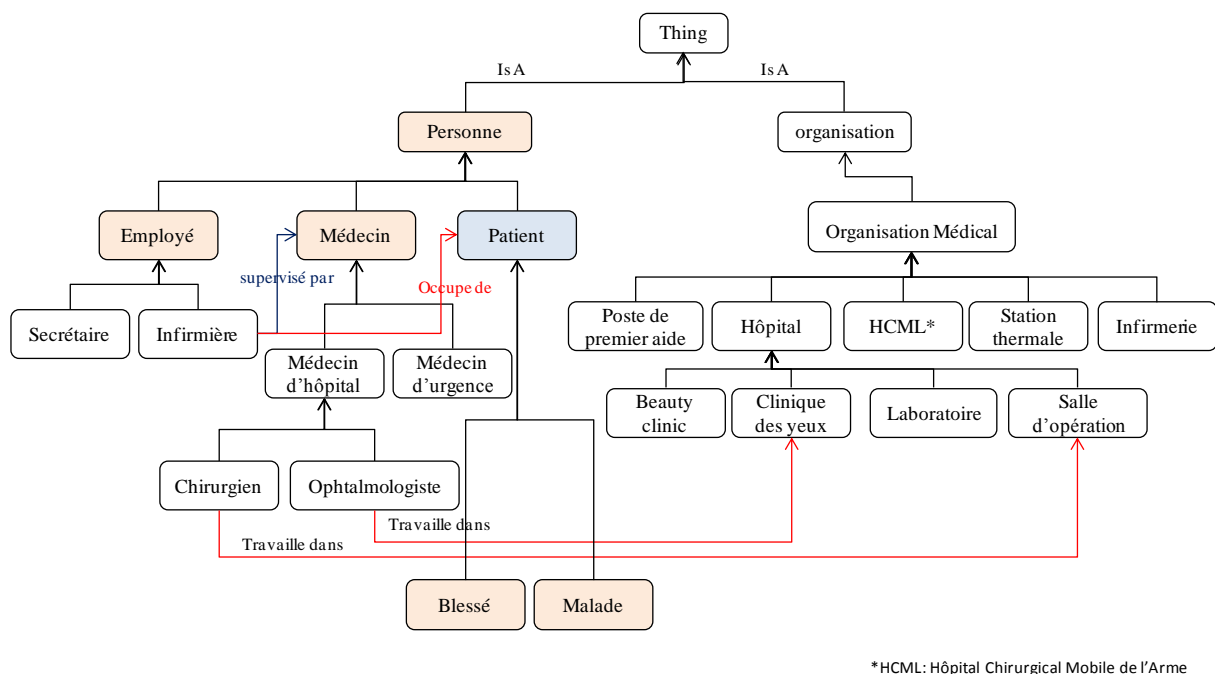 Thing
Is A
Is A
Personne
organisation
Employé
Médecin
Patient
Organisation Médical
supervisé par
Occupe de
Secrétaire
Infirmière
Poste de
premier aide
Hôpital
HCML*
Station
thermale
Infirmerie
Médecin
d'hôpital
Médecin
d'urgence
Beauty
clinic
Clinique
des yeux
Laboratoire
Salle
d'opération
Chirurgien
Ophtalmologiste
Travaille dans
Travaille dans
Blessé
Malade
*HCML: Hôpital Chirurgical Mobile de l'Arme